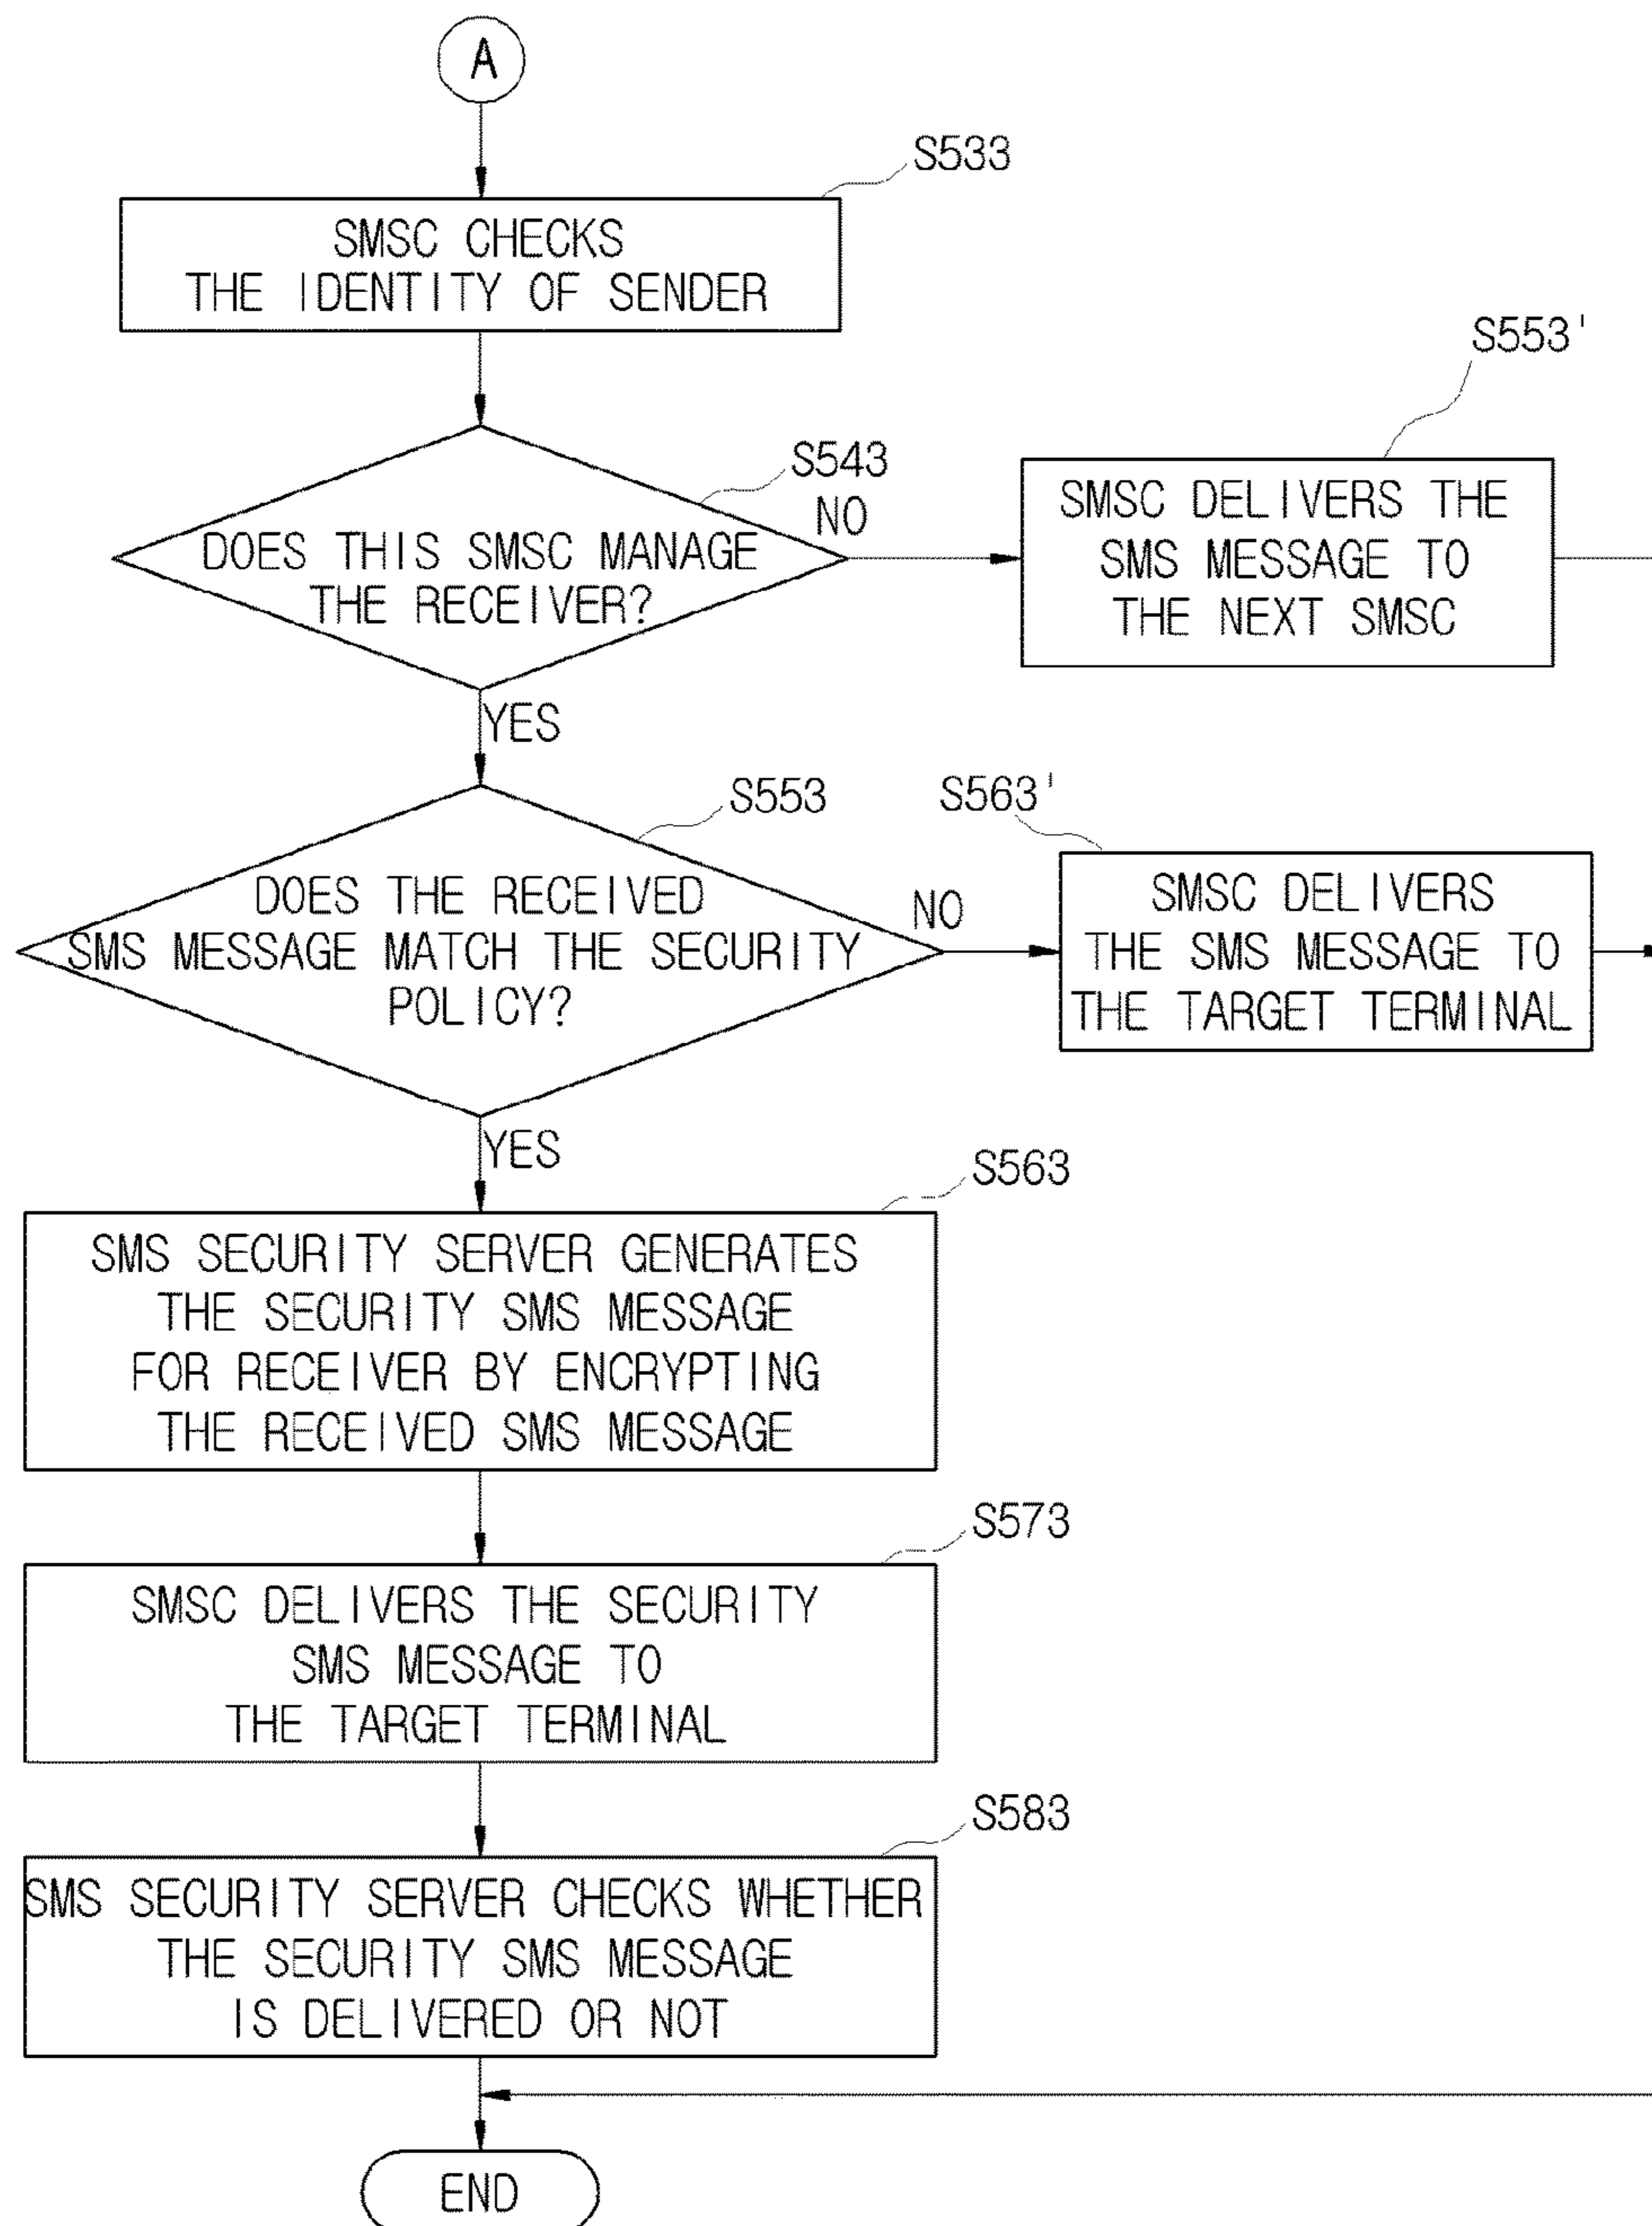 A
S533
SMSC CHECKS
THE IDENTITY OF SENDER
S553'
S543
NO
DOES THIS SMSC MANAGE
THE RECEIVER?
SMSC DELIVERS THE
SMS MESSAGE TO
THE NEXT SMSC
YES
S553
S563'
DOES THE RECEIVED
SMS MESSAGE MATCH THE SECURITY
POLICY?
NO
SMSC DELIVERS
THE SMS MESSAGE TO
THE TARGET TERMINAL
YES
S563
SMS SECURITY SERVER GENERATES
THE SECURITY SMS MESSAGE
FOR RECEIVER BY ENCRYPTING
THE RECEIVED SMS MESSAGE
S573
SMSC DELIVERS THE SECURITY
SMS MESSAGE TO
THE TARGET TERMINAL
S583
SMS SECURITY SERVER CHECKS WHETHER
THE SECURITY SMS MESSAGE
IS DELIVERED OR NOT
END